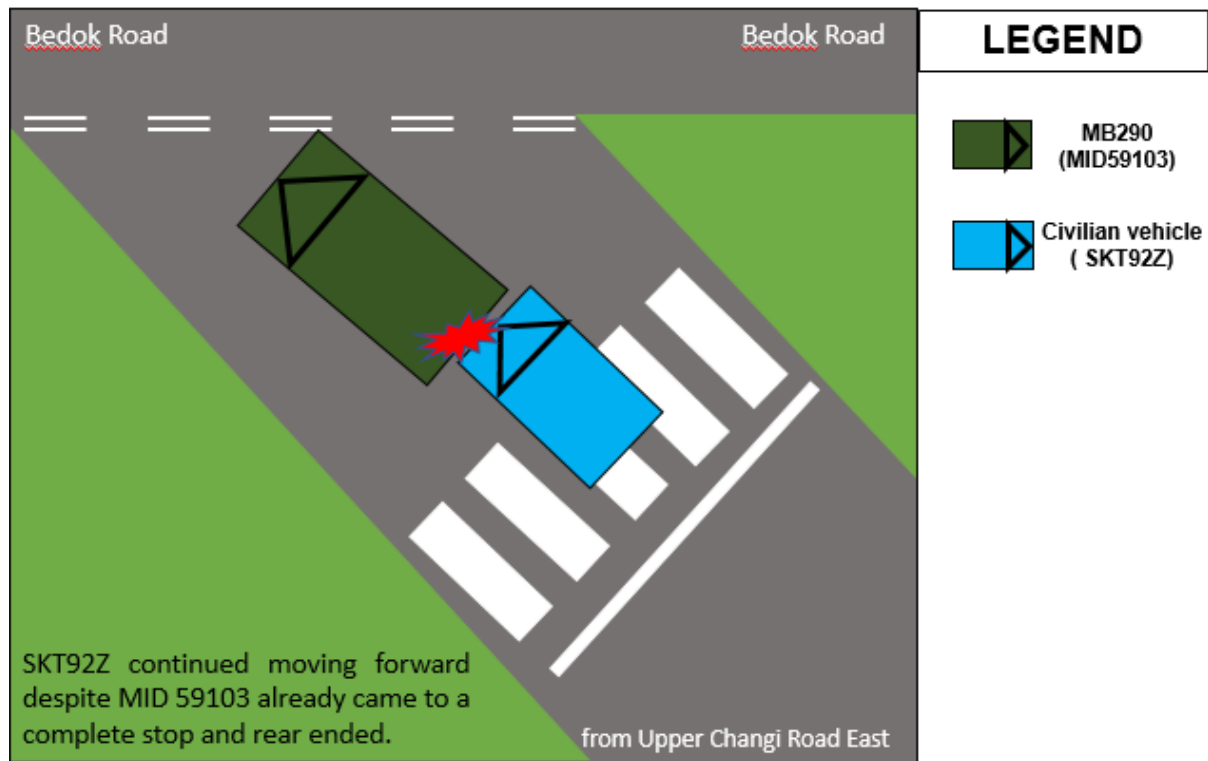 Bedok Road
Bedok Road
LEGEND
MB290
(MID59103)
Civilian vehicle
( SKT92Z)
SKT92Z continued moving forward
despite MID 59103 already came to a
complete stop and rear ended.
from Upper Changi Road East